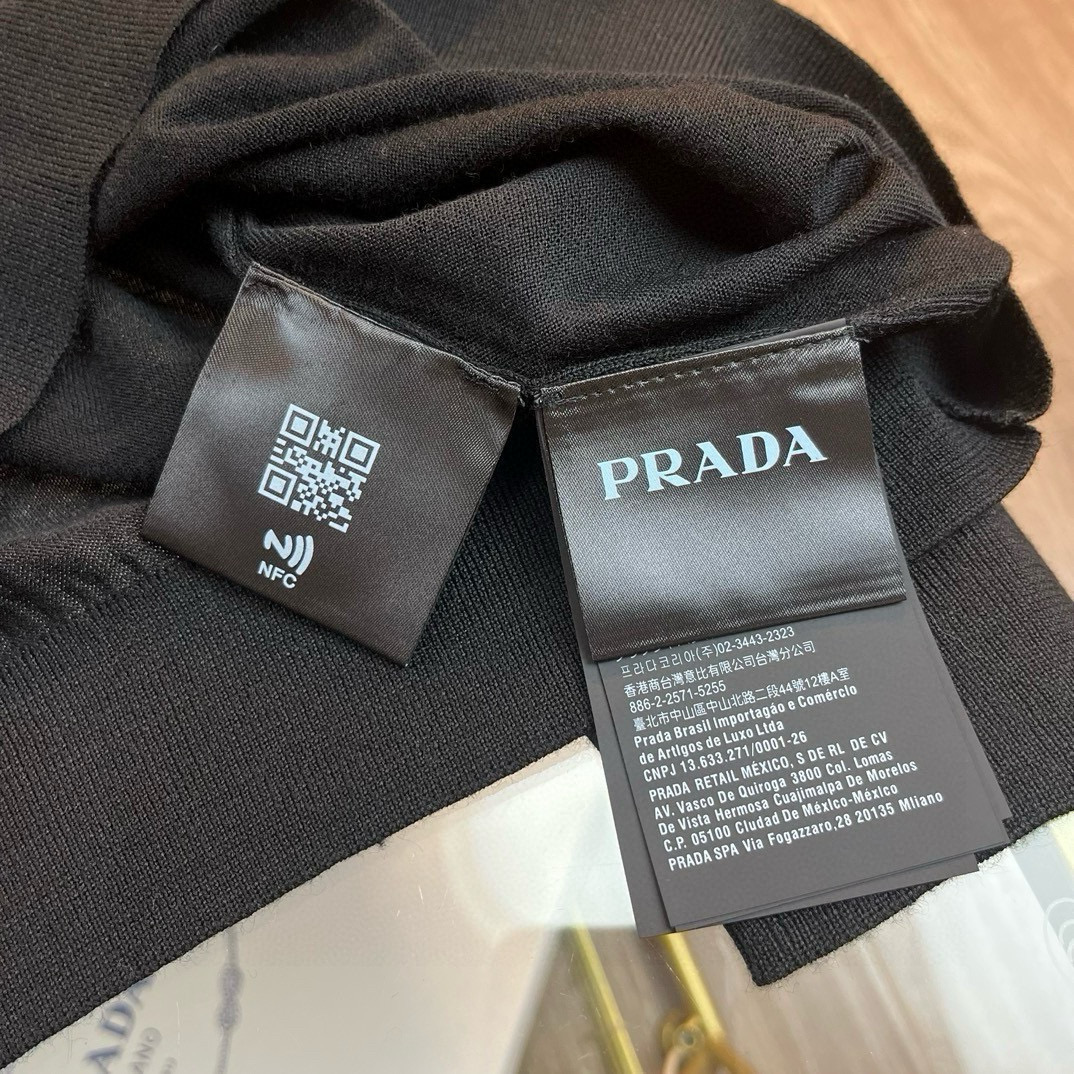 NFC
PRADA
프라다코리아(주)02-3443-2323
香港商台灣意比有限公司台灣分公司
886-2-2571-5255
臺北市中山區中山北路二段44號12樓A室
Prada Brasil Importagáo e Comérclo
de Artlgos de Luxo Ltda
CNPJ 13.633.271/0001-26
PRADA RETAIL MÉXICO, S DE RL DE CV
AV. Vasco De Quiroga 3800 Col. Lomas
De Vista Hermosa Cuajimalpa De Morelos
C.P. 05100 Ciudad De México-México
PRADA SPA Via Fogazzaro,28 20135 Mllano